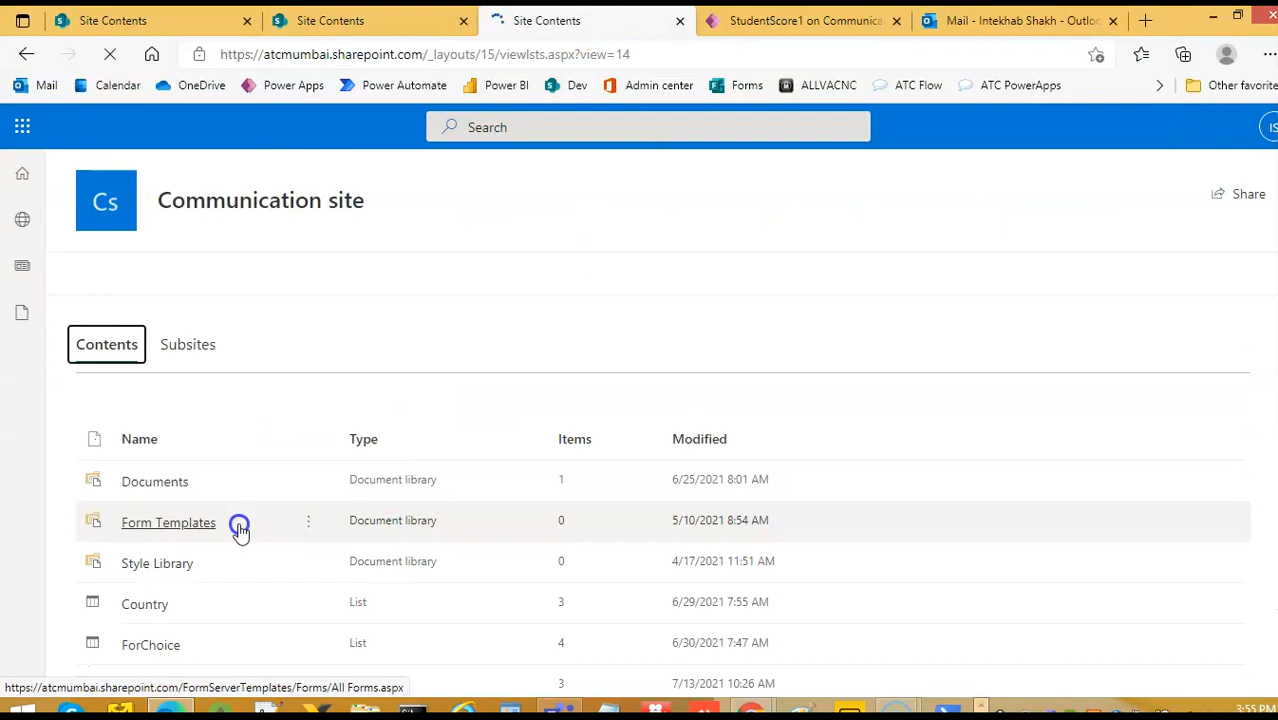 Site Contents
Site Contents
Site Contents
StudentScore1 on Communica
Mail - Intekhab Shakh - Outloo
https://atcmumbai.sharepoint.com/_layouts/15/viewlsts.aspx?view=14
Mail
Calendar
OneDrive
Power Apps
Power Automate
Power BI
Dev
Admin center
Forms
ALLVACNC
ATC Flow
ATC PowerApps
Other favorite
Search
IS
Cs
Communication site
Share
Contents
Subsites
Name Type Items Modified
Documents Document library 1 6/25/2021 8:01 AM
Form Templates Document library 0 5/10/2021 8:54 AM
Style Library Document library 0 4/17/2021 11:51 AM
Country List 3 6/29/2021 7:55 AM
ForChoice List 4 6/30/2021 7:47 AM
3 7/13/2021 10:26 AM
https://atcmumbai.sharepoint.com/FormServerTemplates/Forms/All Forms.aspx
3:55 PM